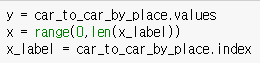 y = car_to_car_by_place.values
x = range(0,len(x_label))
x_label = car_to_car_by_place.index